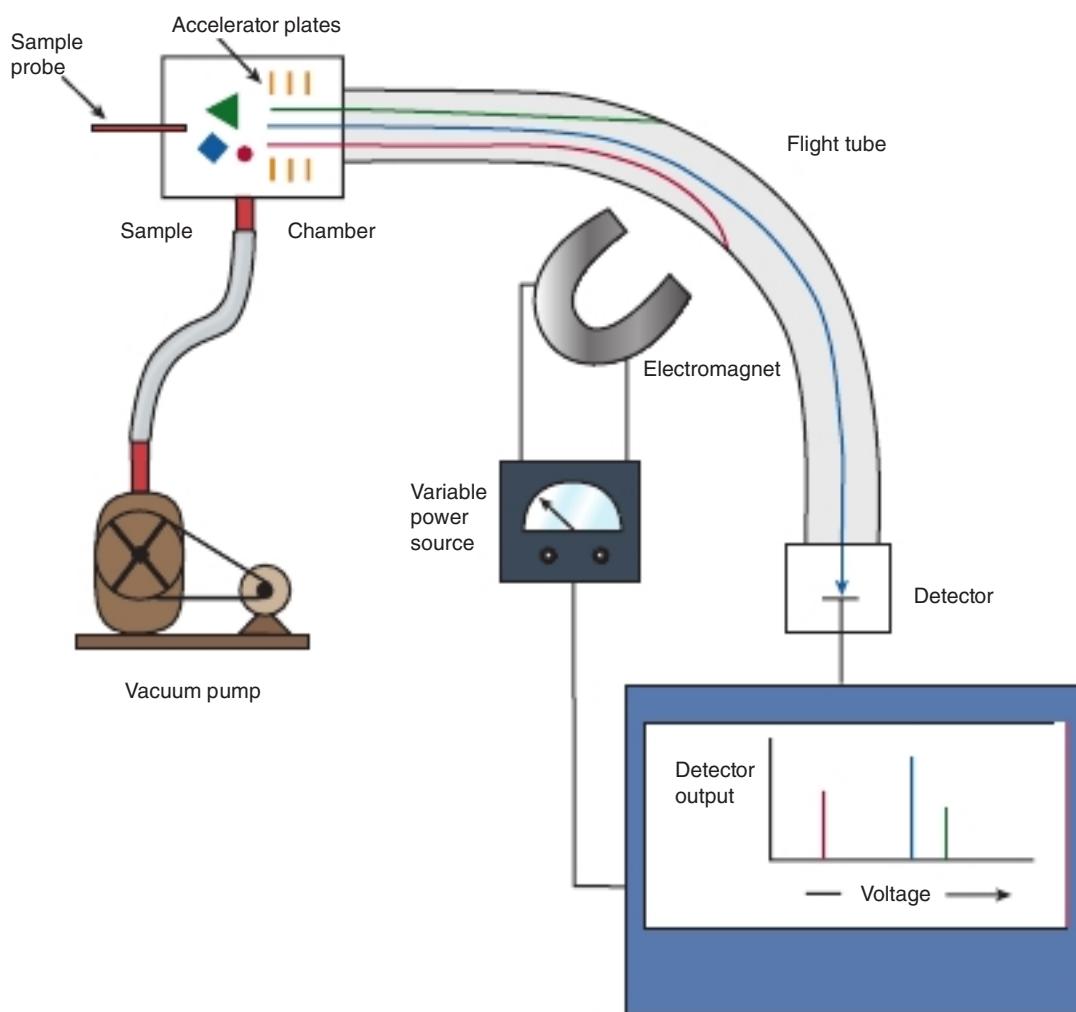 Accelerator plates
Sample
probe
Flight tube
Sample
Chamber
Electromagnet
Variable
power
source
Detector
Vacuum pump
Detector
output
Voltage